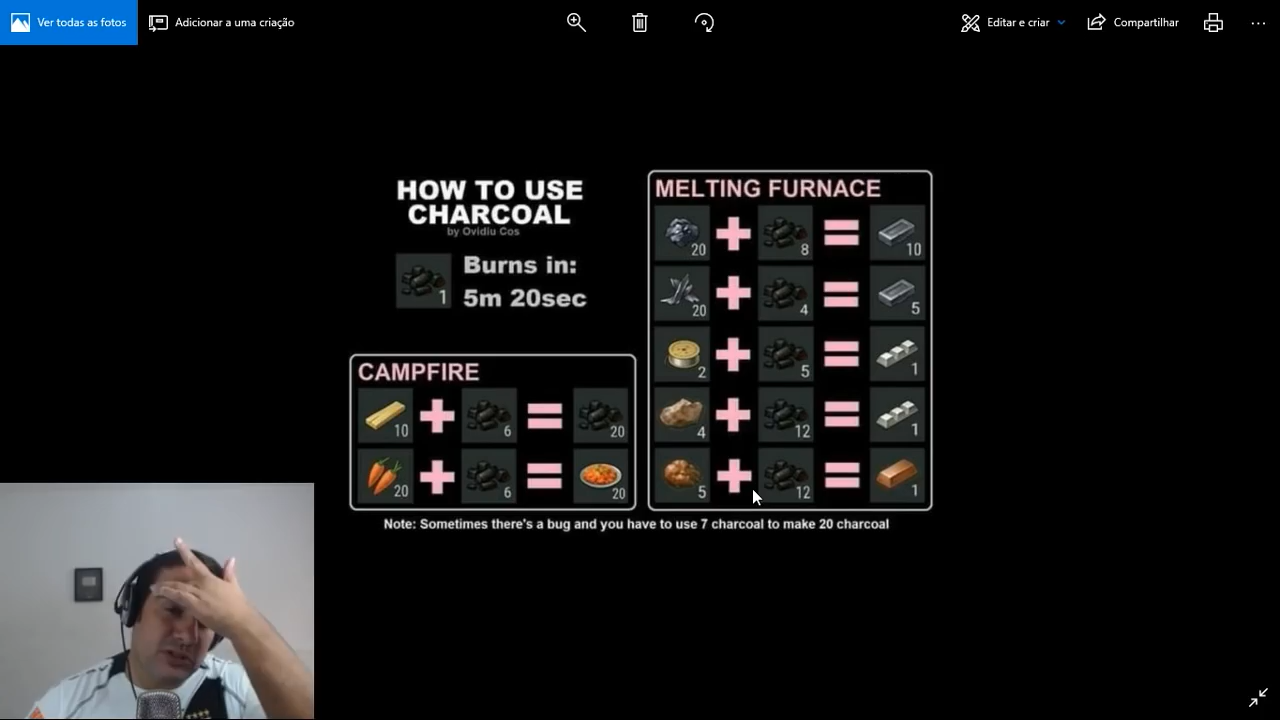 Ver todas as fotos
Adicionar a uma criação
Editar e criar
Compartilhar
HOW TO USE
CHARCOAL
by Ovidiu Cos
1
Burns in:
5m 20sec
CAMPFIRE
10 + 6 = 20
20 + 6 = 20
MELTING FURNACE
20 + 8 = 10
20 + 4 = 5
2 + 5 = 1
4 + 12 = 1
5 + 12 = 1
Note: Sometimes there's a bug and you have to use 7 charcoal to make 20 charcoal